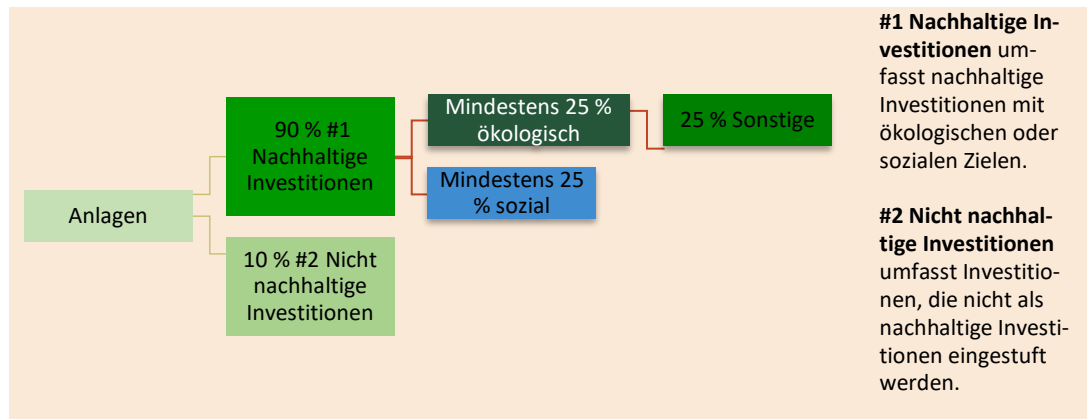 Anlagen
90 % #1
Nachhaltige
Investitionen
10 % #2 Nicht
nachhaltige
Investitionen
Mindestens 25 %
ökologisch
Mindestens 25
% sozial
25 % Sonstige
#1 Nachhaltige In-
vestitionen um-
fasst nachhaltige
Investitionen mit
ökologischen oder
sozialen Zielen.
#2 Nicht nachhal-
tige Investitionen
umfasst Investitio-
nen, die nicht als
nachhaltige Investi-
tionen eingestuft
werden.